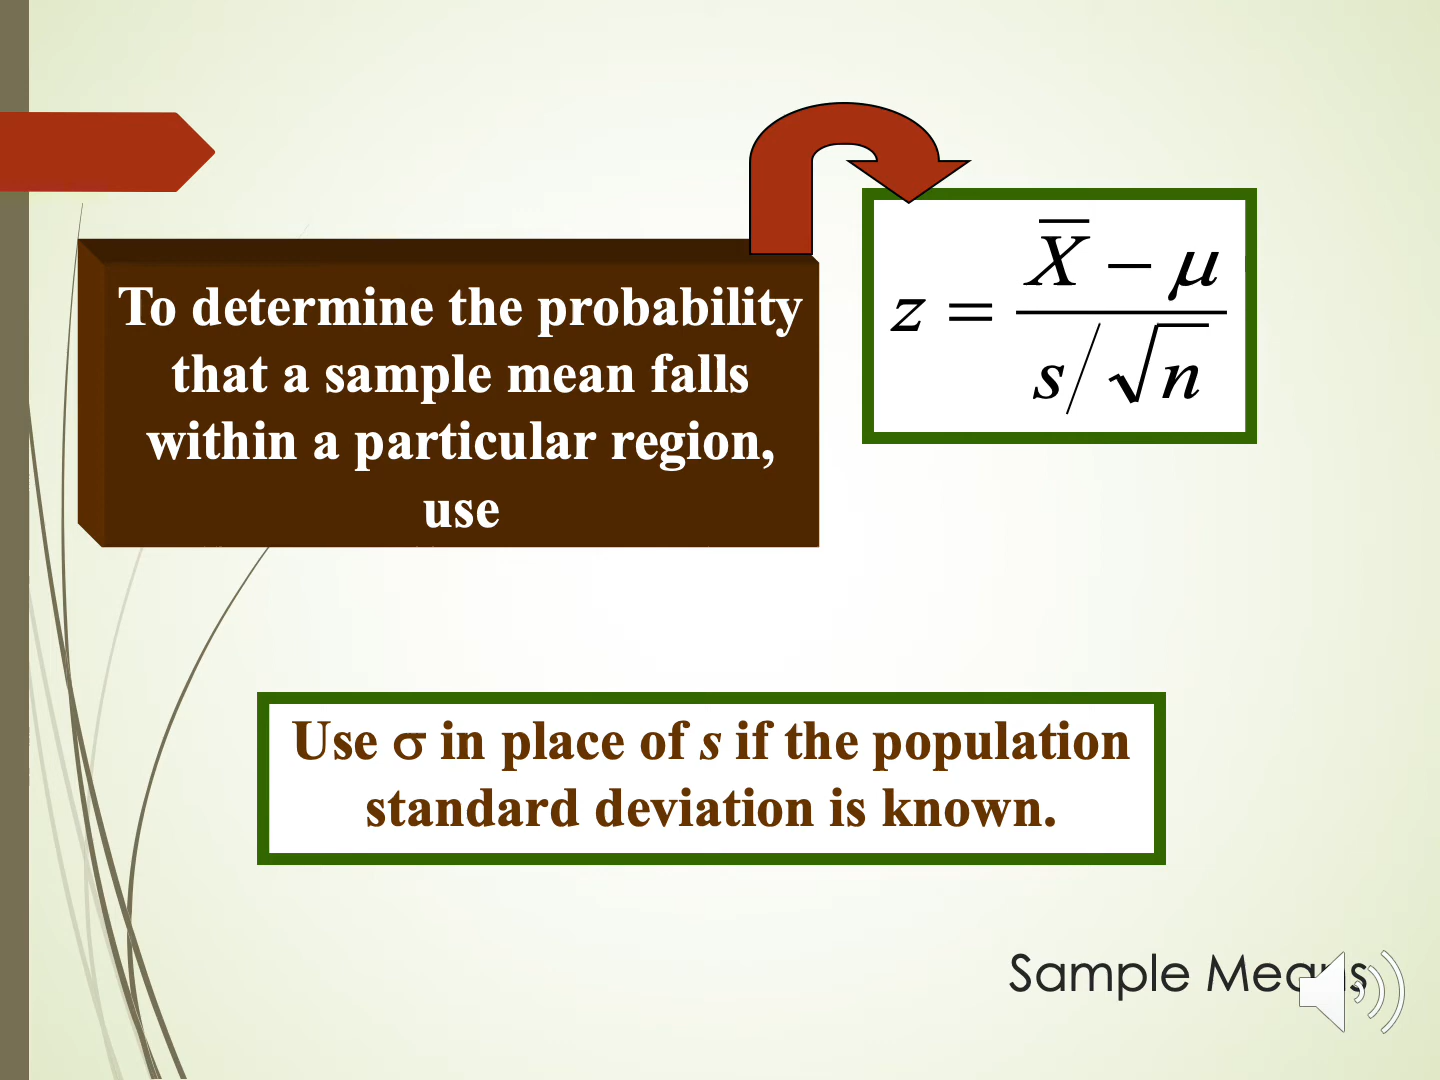 To determine the probability
that a sample mean falls
within a particular region,
use
z = (X̅ − μ) / (s/√n)
Use σ in place of s if the population
standard deviation is known.
Sample Means